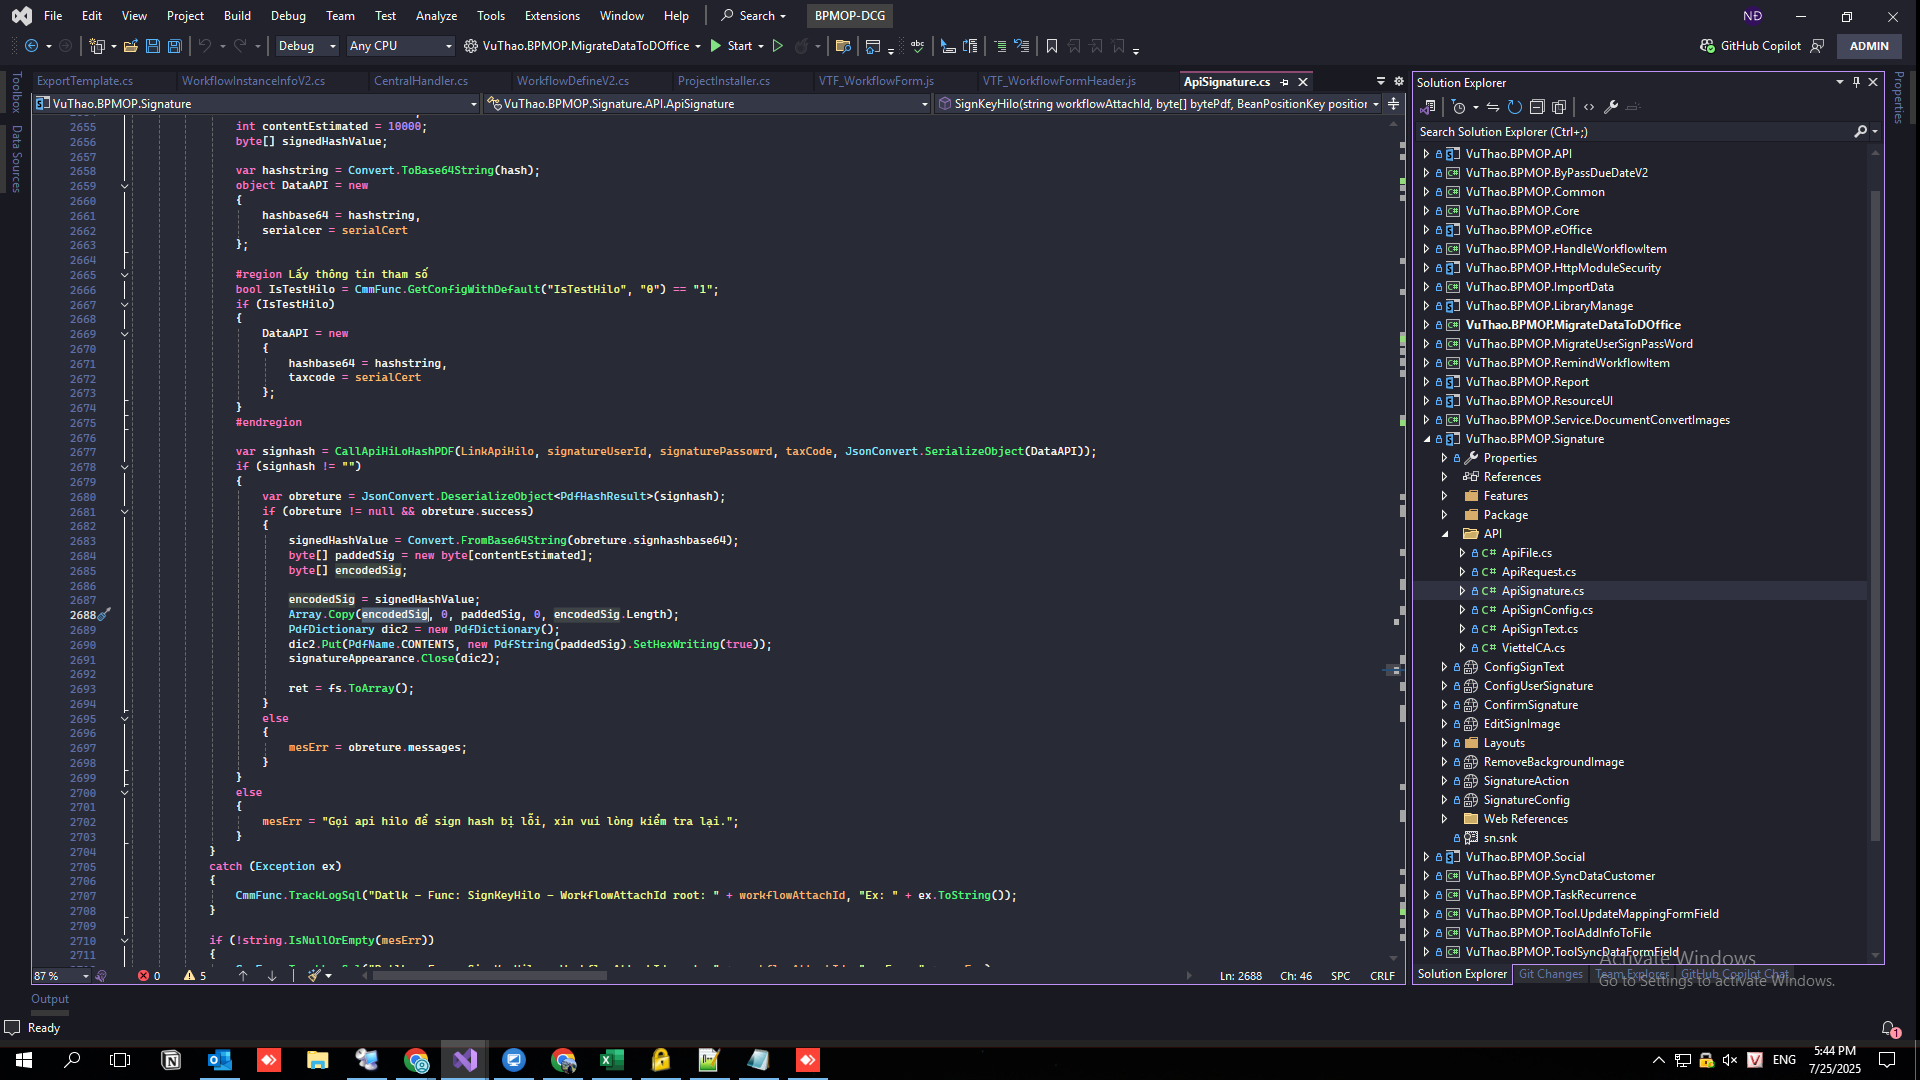 File Edit View Project Build Debug Team Test Analyze Tools Extensions Window Help Search BPMOP-DCG NĐ
Debug Any CPU VuThao.BPMOP.MigrateDataToDOffice Start GitHub Copilot ADMIN
ExportTemplate.cs WorkflowInstanceInfoV2.cs CentralHandler.cs WorkflowDefineV2.cs ProjectInstaller.cs VTF_WorkflowForm.js VTF_WorkflowFormHeader.js ApiSignature.cs
VuThao.BPMOP.Signature VuThao.BPMOP.Signature.API.ApiSignature SignKeyHilo(string workflowAttachId, byte[] bytePdf, BeanPositionKey position
Toolbox
Data Sources
2655 int contentEstimated = 10000;
2656 byte[] signedHashValue;
2657
2658 var hashstring = Convert.ToBase64String(hash);
2659 object DataAPI = new
2660 {
2661 hashbase64 = hashstring,
2662 serialcer = serialCert
2663 };
2664
2665 #region Lấy thông tin tham số
2666 bool IsTestHilo = CmmFunc.GetConfigWithDefault("IsTestHilo", "0") == "1";
2667 if (IsTestHilo)
2668 {
2669 DataAPI = new
2670 {
2671 hashbase64 = hashstring,
2672 taxcode = serialCert
2673 };
2674 }
2675 #endregion
2676
2677 var signhash = CallApiHiLoHashPDF(LinkApiHilo, signatureUserId, signaturePassowrd, taxCode, JsonConvert.SerializeObject(DataAPI));
2678 if (signhash != "")
2679 {
2680 var obreture = JsonConvert.DeserializeObject<PdfHashResult>(signhash);
2681 if (obreture != null && obreture.success)
2682 {
2683 signedHashValue = Convert.FromBase64String(obreture.signhashbase64);
2684 byte[] paddedSig = new byte[contentEstimated];
2685 byte[] encodedSig;
2686
2687 encodedSig = signedHashValue;
2688 Array.Copy(encodedSig, 0, paddedSig, 0, encodedSig.Length);
2689 PdfDictionary dic2 = new PdfDictionary();
2690 dic2.Put(PdfName.CONTENTS, new PdfString(paddedSig).SetHexWriting(true));
2691 signatureAppearance.Close(dic2);
2692
2693 ret = fs.ToArray();
2694 }
2695 else
2696 {
2697 mesErr = obreture.messages;
2698 }
2699 }
2700 else
2701 {
2702 mesErr = "Gọi api hilo để sign hash bị lỗi, xin vui lòng kiểm tra lại.";
2703 }
2704 }
2705 catch (Exception ex)
2706 {
2707 CmmFunc.TrackLogSql("Datlk - Func: SignKeyHilo - WorkflowAttachId root: " + workflowAttachId, "Ex: " + ex.ToString());
2708 }
2709
2710 if (!string.IsNullOrEmpty(mesErr))
2711 {
87 % 0 5 Ln: 2688 Ch: 46 SPC CRLF
Solution Explorer
Search Solution Explorer (Ctrl+;)
VuThao.BPMOP.API
VuThao.BPMOP.ByPassDueDateV2
VuThao.BPMOP.Common
VuThao.BPMOP.Core
VuThao.BPMOP.eOffice
VuThao.BPMOP.HandleWorkflowItem
VuThao.BPMOP.HttpModuleSecurity
VuThao.BPMOP.ImportData
VuThao.BPMOP.LibraryManage
VuThao.BPMOP.MigrateDataToDOffice
VuThao.BPMOP.MigrateUserSignPassWord
VuThao.BPMOP.RemindWorkflowItem
VuThao.BPMOP.Report
VuThao.BPMOP.ResourceUI
VuThao.BPMOP.Service.DocumentConvertImages
VuThao.BPMOP.Signature
Properties
References
Features
Package
API
ApiFile.cs
ApiRequest.cs
ApiSignature.cs
ApiSignConfig.cs
ApiSignText.cs
ViettelCA.cs
ConfigSignText
ConfigUserSignature
ConfirmSignature
EditSignImage
Layouts
RemoveBackgroundImage
SignatureAction
SignatureConfig
Web References
sn.snk
VuThao.BPMOP.Social
VuThao.BPMOP.SyncDataCustomer
VuThao.BPMOP.TaskRecurrence
VuThao.BPMOP.Tool.UpdateMappingFormField
VuThao.BPMOP.ToolAddInfoToFile
VuThao.BPMOP.ToolSyncDataFormField
Solution Explorer Git Changes Team Explorer GitHub Copilot Chat
Properties
Activate Windows
Go to Settings to activate Windows.
Output
Ready
1
ENG
5:44 PM
7/25/2025